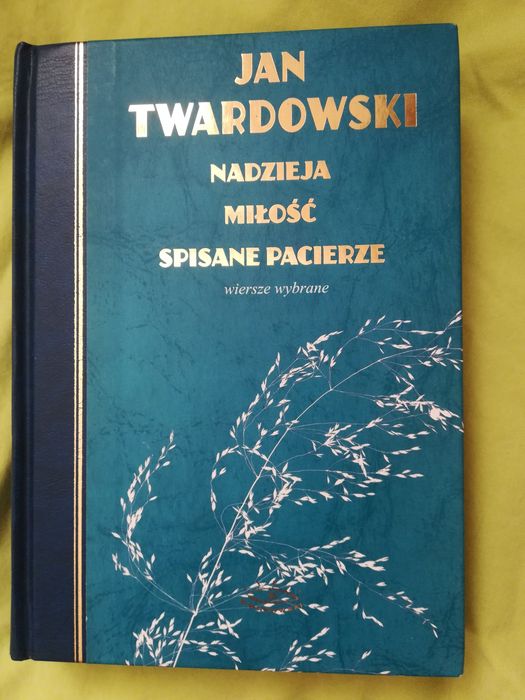 JAN
TWARDOWSKI
NADZIEJA
MIŁOŚĆ
SPISANE PACIERZE
wiersze wybrane